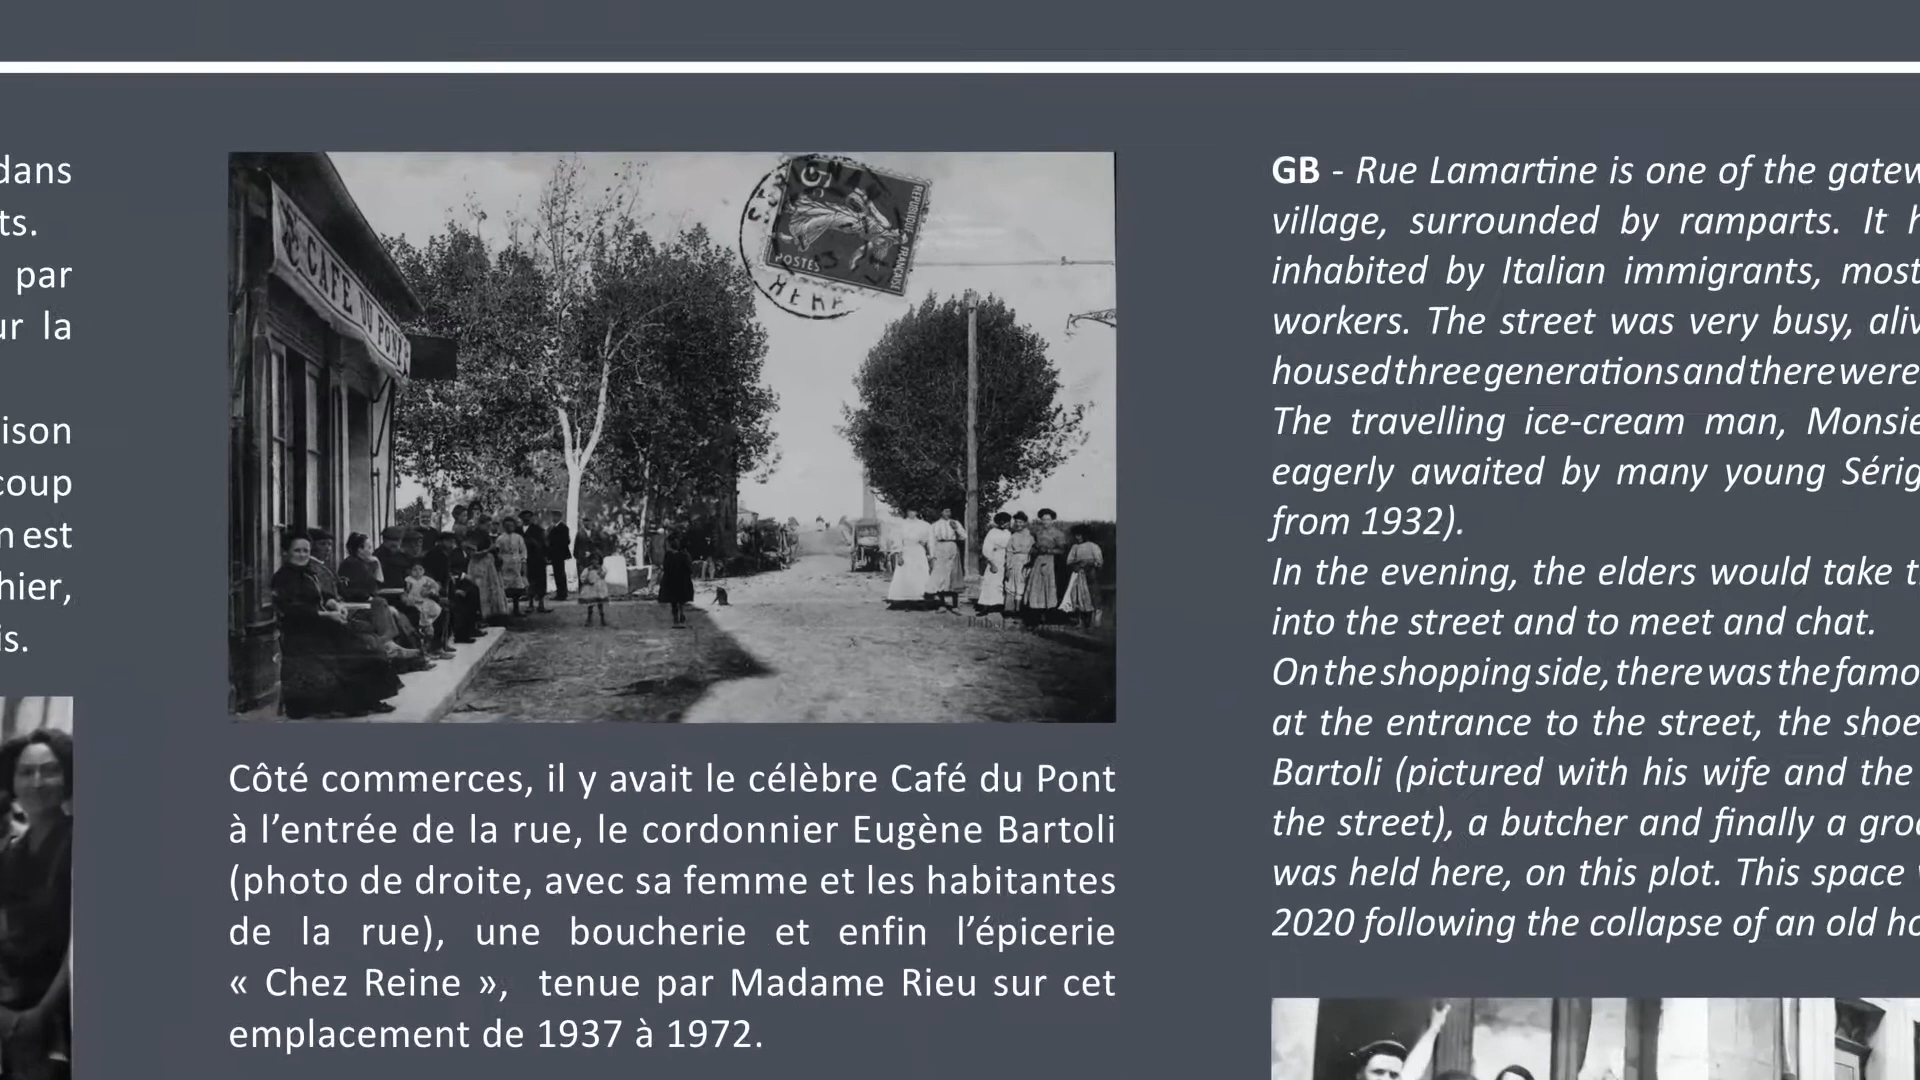 dans
ts.
par
ur la
ison
coup
n est
hier,
is.
CAFÉ DU PONT
POSTES
REPUBLIQUE FRANÇAISE
Côté commerces, il y avait le célèbre Café du Pont
à l’entrée de la rue, le cordonnier Eugène Bartoli
(photo de droite, avec sa femme et les habitantes
de la rue), une boucherie et enfin l’épicerie
« Chez Reine », tenue par Madame Rieu sur cet
emplacement de 1937 à 1972.
GB - Rue Lamartine is one of the gatew
village, surrounded by ramparts. It h
inhabited by Italian immigrants, most
workers. The street was very busy, aliv
housed three generations and there were
The travelling ice-cream man, Monsie
eagerly awaited by many young Sérig
from 1932).
In the evening, the elders would take t
into the street and to meet and chat.
On the shopping side, there was the famo
at the entrance to the street, the shoe
Bartoli (pictured with his wife and the
the street), a butcher and finally a gro
was held here, on this plot. This space
2020 following the collapse of an old ho